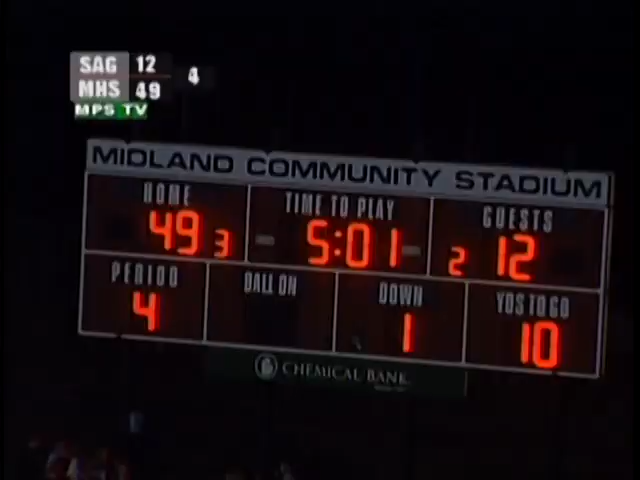 SAG 12
MHS 49 4
MPS TV
MIDLAND COMMUNITY STADIUM
HOME TIME TO PLAY GUESTS
49 3 5:01 2 12
PERIOD BALL ON DOWN YDS TO GO
4 1 10
CHEMICAL BANK